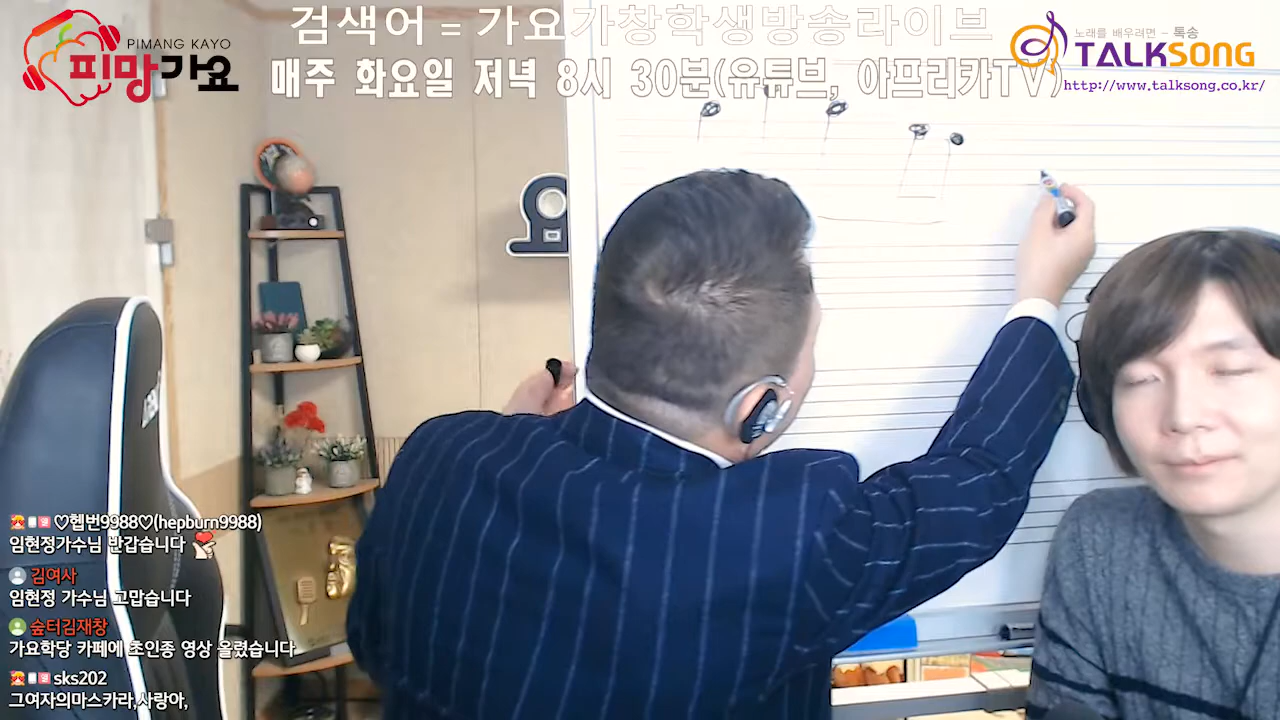 검색어 = 가요가창학생방송라이브
PIMANG KAYO
피망가요
노래를 배우려면 - 톡송
TALKSONG
매주 화요일 저녁 8시 30분(유튜브, 아프리카TV)
http://www.talksong.co.kr/
요
♡헵번9988♡(hepburn9988)
임현정가수님 반갑습니다
김여사
임현정 가수님 고맙습니다
숲터김재창
가요학당 카페에 초인종 영상 올렸습니다
sks202
그여자의마스카라,사랑아,